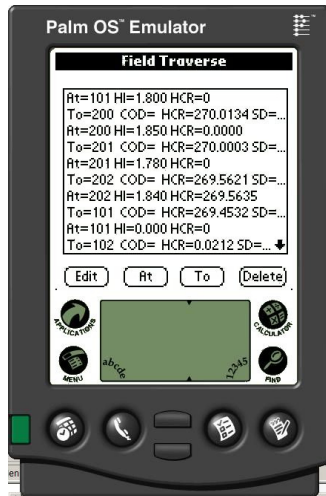 Palm OS™ Emulator
Field Traverse
At=101 HI=1.800 HCR=0
To=200 COD= HCR=270.0134 SD=...
At=200 HI=1.850 HCR=0.0000
To=201 COD= HCR=270.0003 SD=...
At=201 HI=1.780 HCR=0
To=202 COD= HCR=269.5621 SD=...
At=202 HI=1.840 HCR=269.5635
To=101 COD= HCR=269.4532 SD=...
At=101 HI=0.000 HCR=0
To=102 COD= HCR=0.0212 SD=...
Edit At To Delete
APPLICATIONS CALCULATOR
abcde 12345
MENU FIND
en